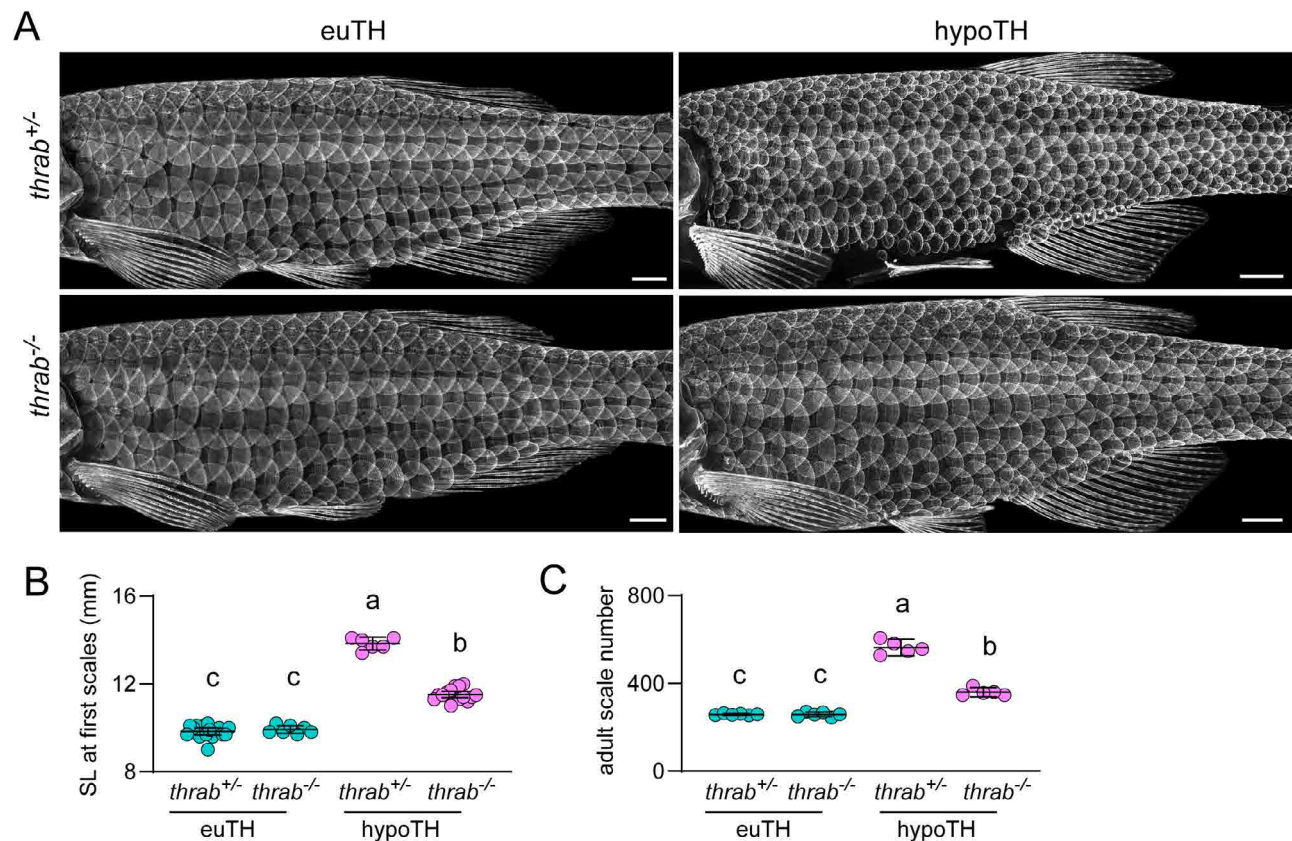 A
euTH
hypoTH
thrab+/-
thrab-/-
B
SL at first scales (mm)
16
12
8
c
c
a
b
thrab+/- thrab-/- thrab+/- thrab-/-
euTH
hypoTH
C
adult scale number
800
400
0
c
c
a
b
thrab+/- thrab-/- thrab+/- thrab-/-
euTH
hypoTH